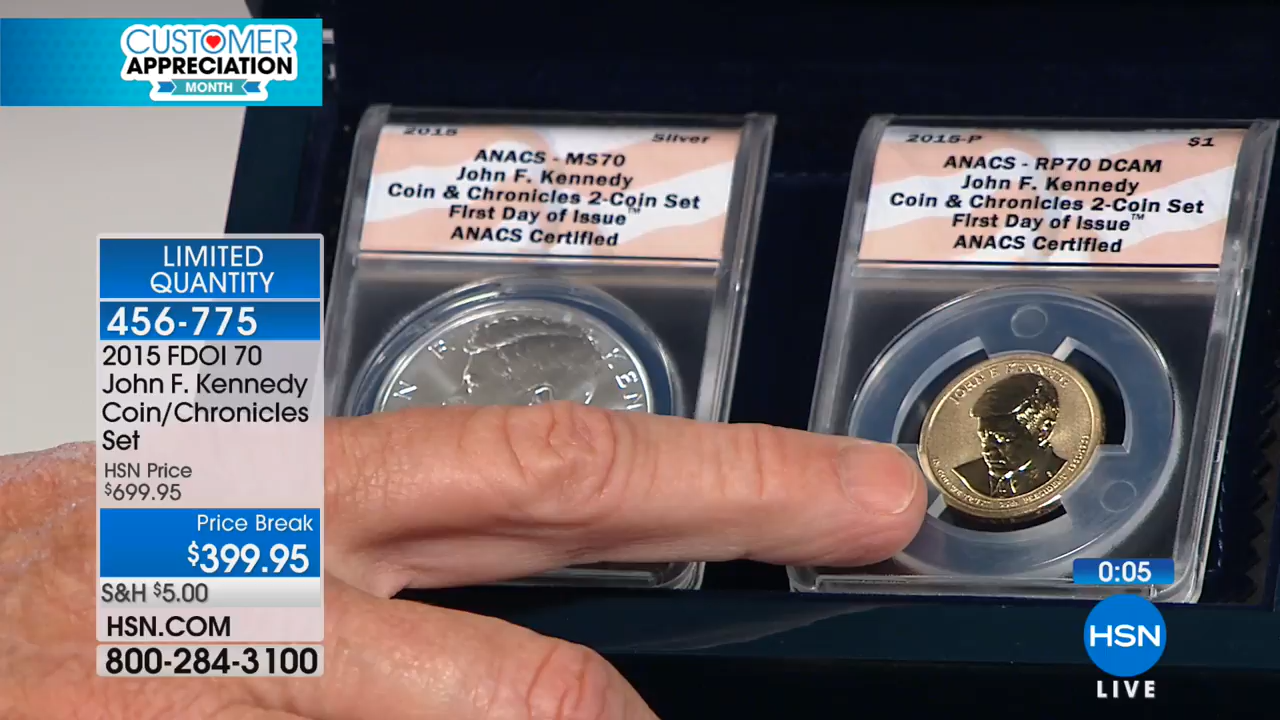 CUSTOMER
APPRECIATION
MONTH
2015 Silver
ANACS - MS70
John F. Kennedy
Coin & Chronicles 2-Coin Set
First Day of Issue™
ANACS Certified
2015-P $1
ANACS - RP70 DCAM
John F. Kennedy
Coin & Chronicles 2-Coin Set
First Day of Issue™
ANACS Certified
JOHN F. KENNEDY
LIMITED
QUANTITY
456-775
2015 FDOI 70
John F. Kennedy
Coin/Chronicles
Set
HSN Price
$699.95
Price Break
$399.95
S&H $5.00
HSN.COM
800-284-3100
0:05
HSN
LIVE